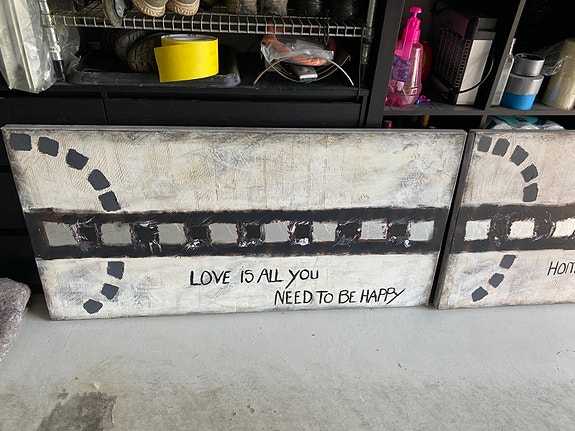 LOVE IS ALL YOU
NEED TO BE HAPPY